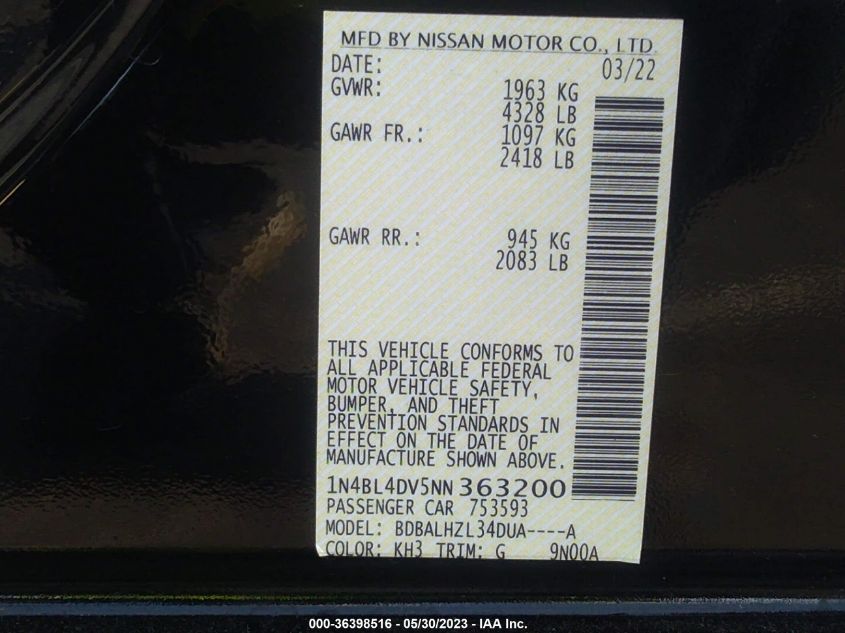 MFD BY NISSAN MOTOR CO., LTD
DATE: 03/22
GVWR: 1963 KG
4328 LB
GAWR FR.: 1097 KG
2418 LB
GAWR RR.: 945 KG
2083 LB
THIS VEHICLE CONFORMS TO
ALL APPLICABLE FEDERAL
MOTOR VEHICLE SAFETY,
BUMPER, AND THEFT
PREVENTION STANDARDS IN
EFFECT ON THE DATE OF
MANUFACTURE SHOWN ABOVE.
1N4BL4DV5NN363200
PASSENGER CAR 753593
MODEL: BDBALHZL34DUA----A
COLOR: KH3 TRIM: G 9N00A
000-36398516 - 05/30/2023 - IAA Inc.